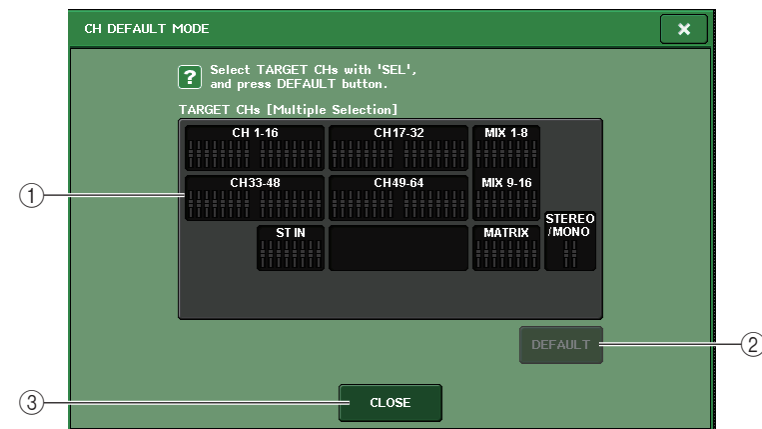 CH DEFAULT MODE
×
? Select TARGET CHs with 'SEL',
and press DEFAULT button.
TARGET CHs [Multiple Selection]
CH 1-16
CH17-32
MIX 1-8
CH33-48
CH49-64
MIX 9-16
①
ST IN
MATRIX
STEREO
/MONO
DEFAULT
②
③
CLOSE